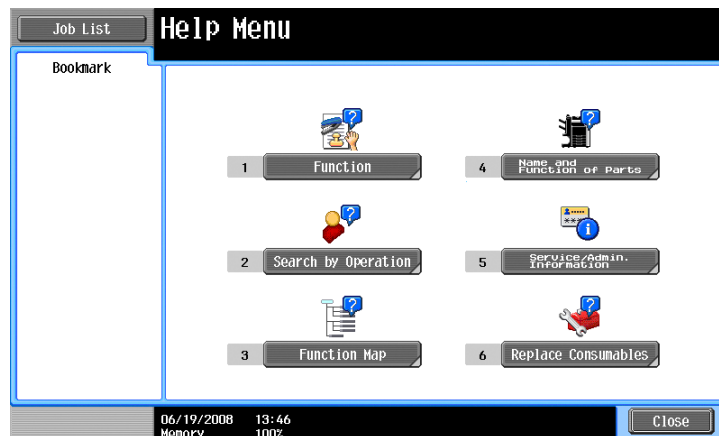 Job List
Help Menu
Bookmark
1 Function
4 Name and
Function of Parts
2 Search by Operation
5 Service/Admin.
Information
3 Function Map
6 Replace Consumables
06/19/2008 13:46
Memory 100%
Close